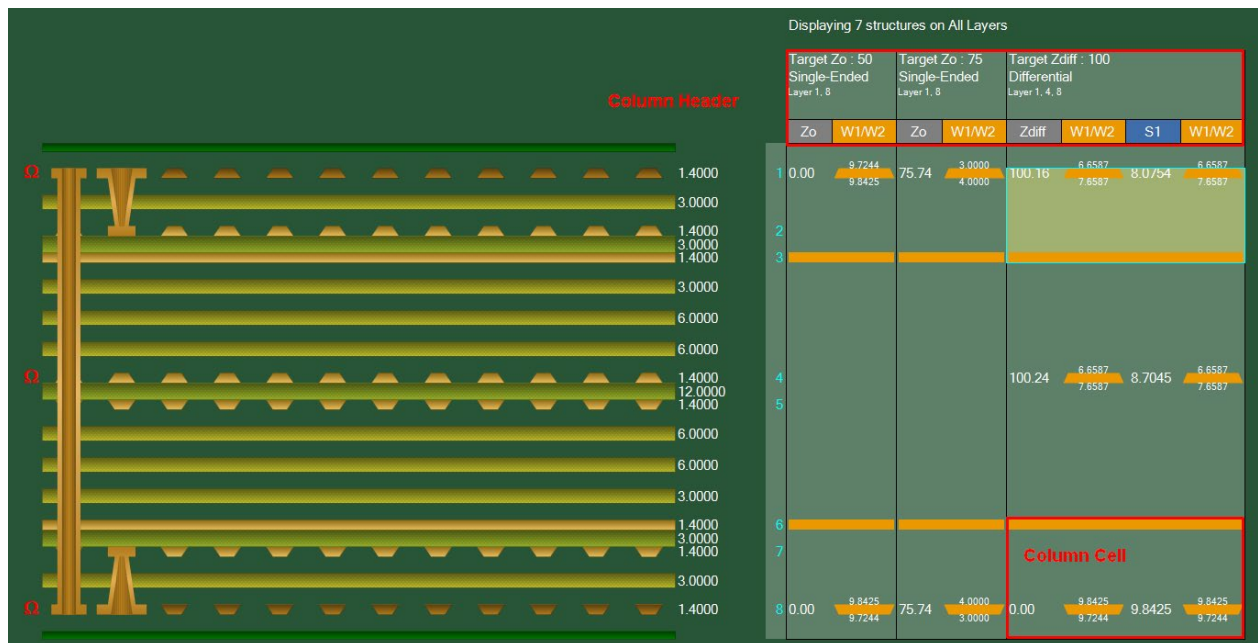 Displaying 7 structures on All Layers
Target Zo : 50 Target Zo : 75 Target Zdiff : 100
Single-Ended Single-Ended Differential
Layer 1, 8 Layer 1, 8 Layer 1, 4, 8
Column Header
Zo W1/W2 Zo W1/W2 Zdiff W1/W2 S1 W1/W2
9.7244 3.0000 6.6587 6.6587
Ω 1.4000 1 0.00 75.74 100.16 8.0754
9.8425 4.0000 7.6587 7.6587
3.0000
1.4000 2
3.0000
1.4000 3
3.0000
6.0000
6.0000
6.6587 6.6587
Ω 1.4000 4 100.24 8.7045
7.6587 7.6587
12.0000
1.4000 5
6.0000
6.0000
3.0000
1.4000 6
3.0000
1.4000 7
Column Cell
3.0000
9.8425 4.0000 9.8425 9.8425
Ω 1.4000 8 0.00 75.74 0.00 9.8425
9.7244 3.0000 9.7244 9.7244